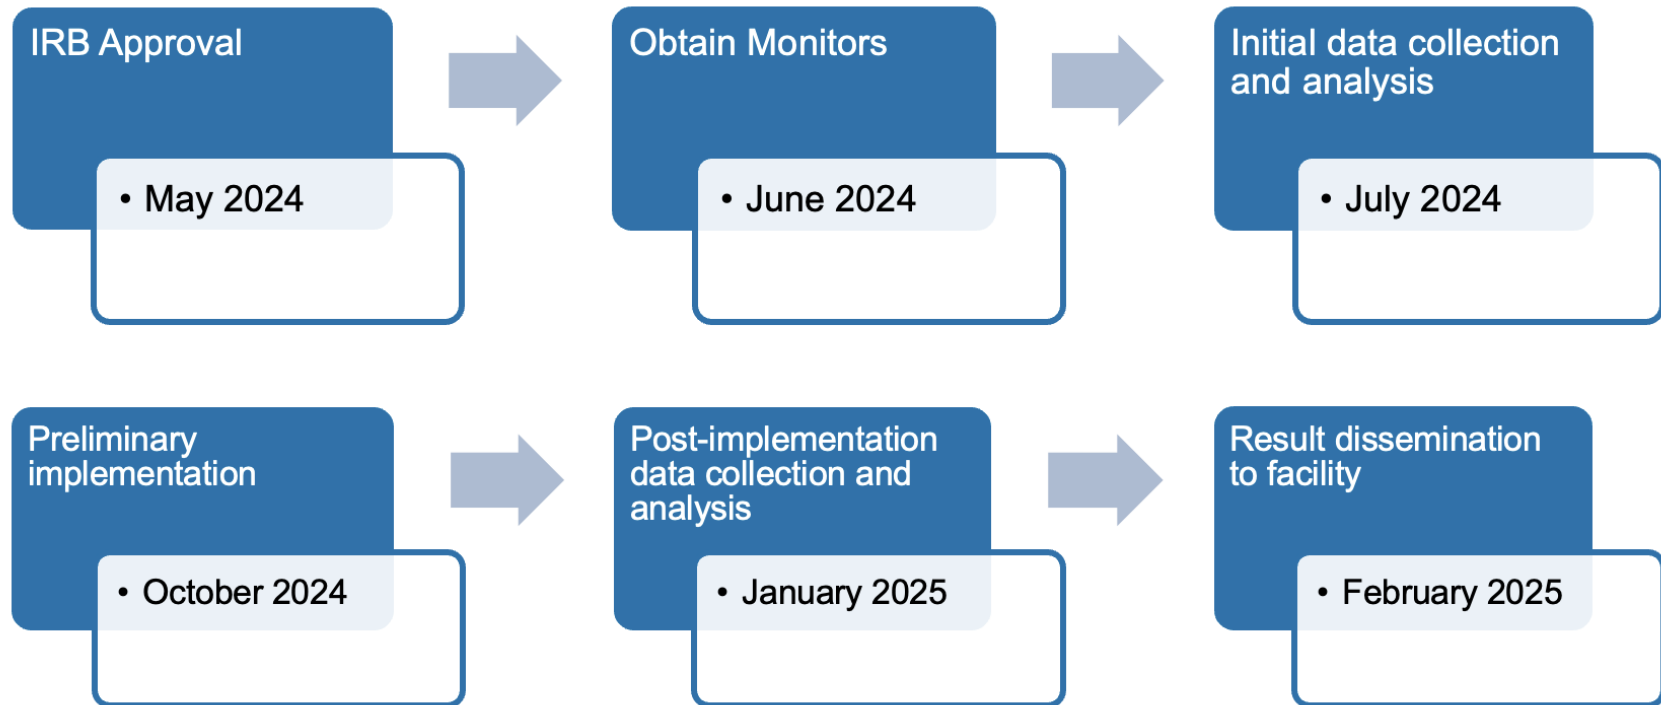 IRB Approval
• May 2024
Obtain Monitors
• June 2024
Initial data collection
and analysis
• July 2024
Preliminary
implementation
• October 2024
Post-implementation
data collection and
analysis
• January 2025
Result dissemination
to facility
• February 2025